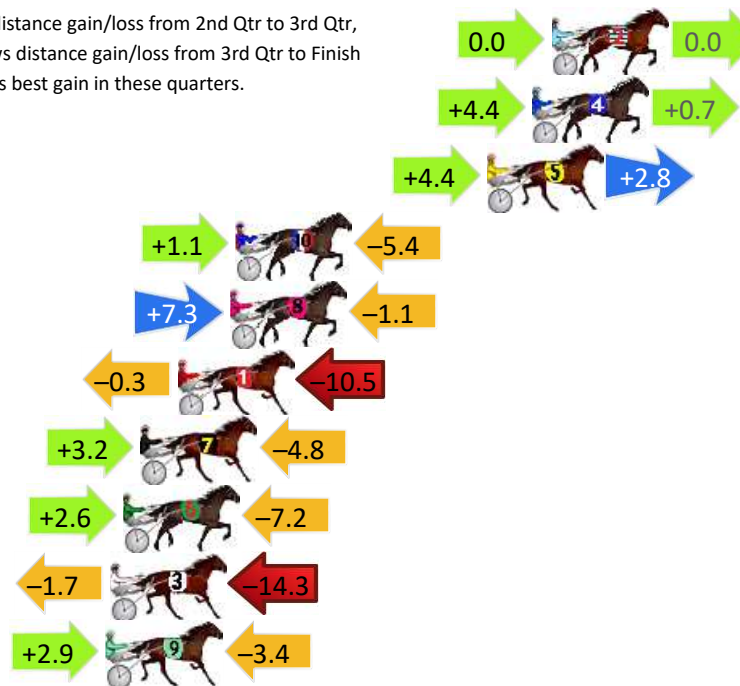 distance gain/loss from 2nd Qtr to 3rd Qtr,
vs distance gain/loss from 3rd Qtr to Finish
s best gain in these quarters.
0.0 2 0.0
+4.4 4 +0.7
+4.4 5 +2.8
+1.1 10 –5.4
+7.3 8 –1.1
–0.3 1 –10.5
+3.2 7 –4.8
+2.6 6 –7.2
–1.7 3 –14.3
+2.9 9 –3.4